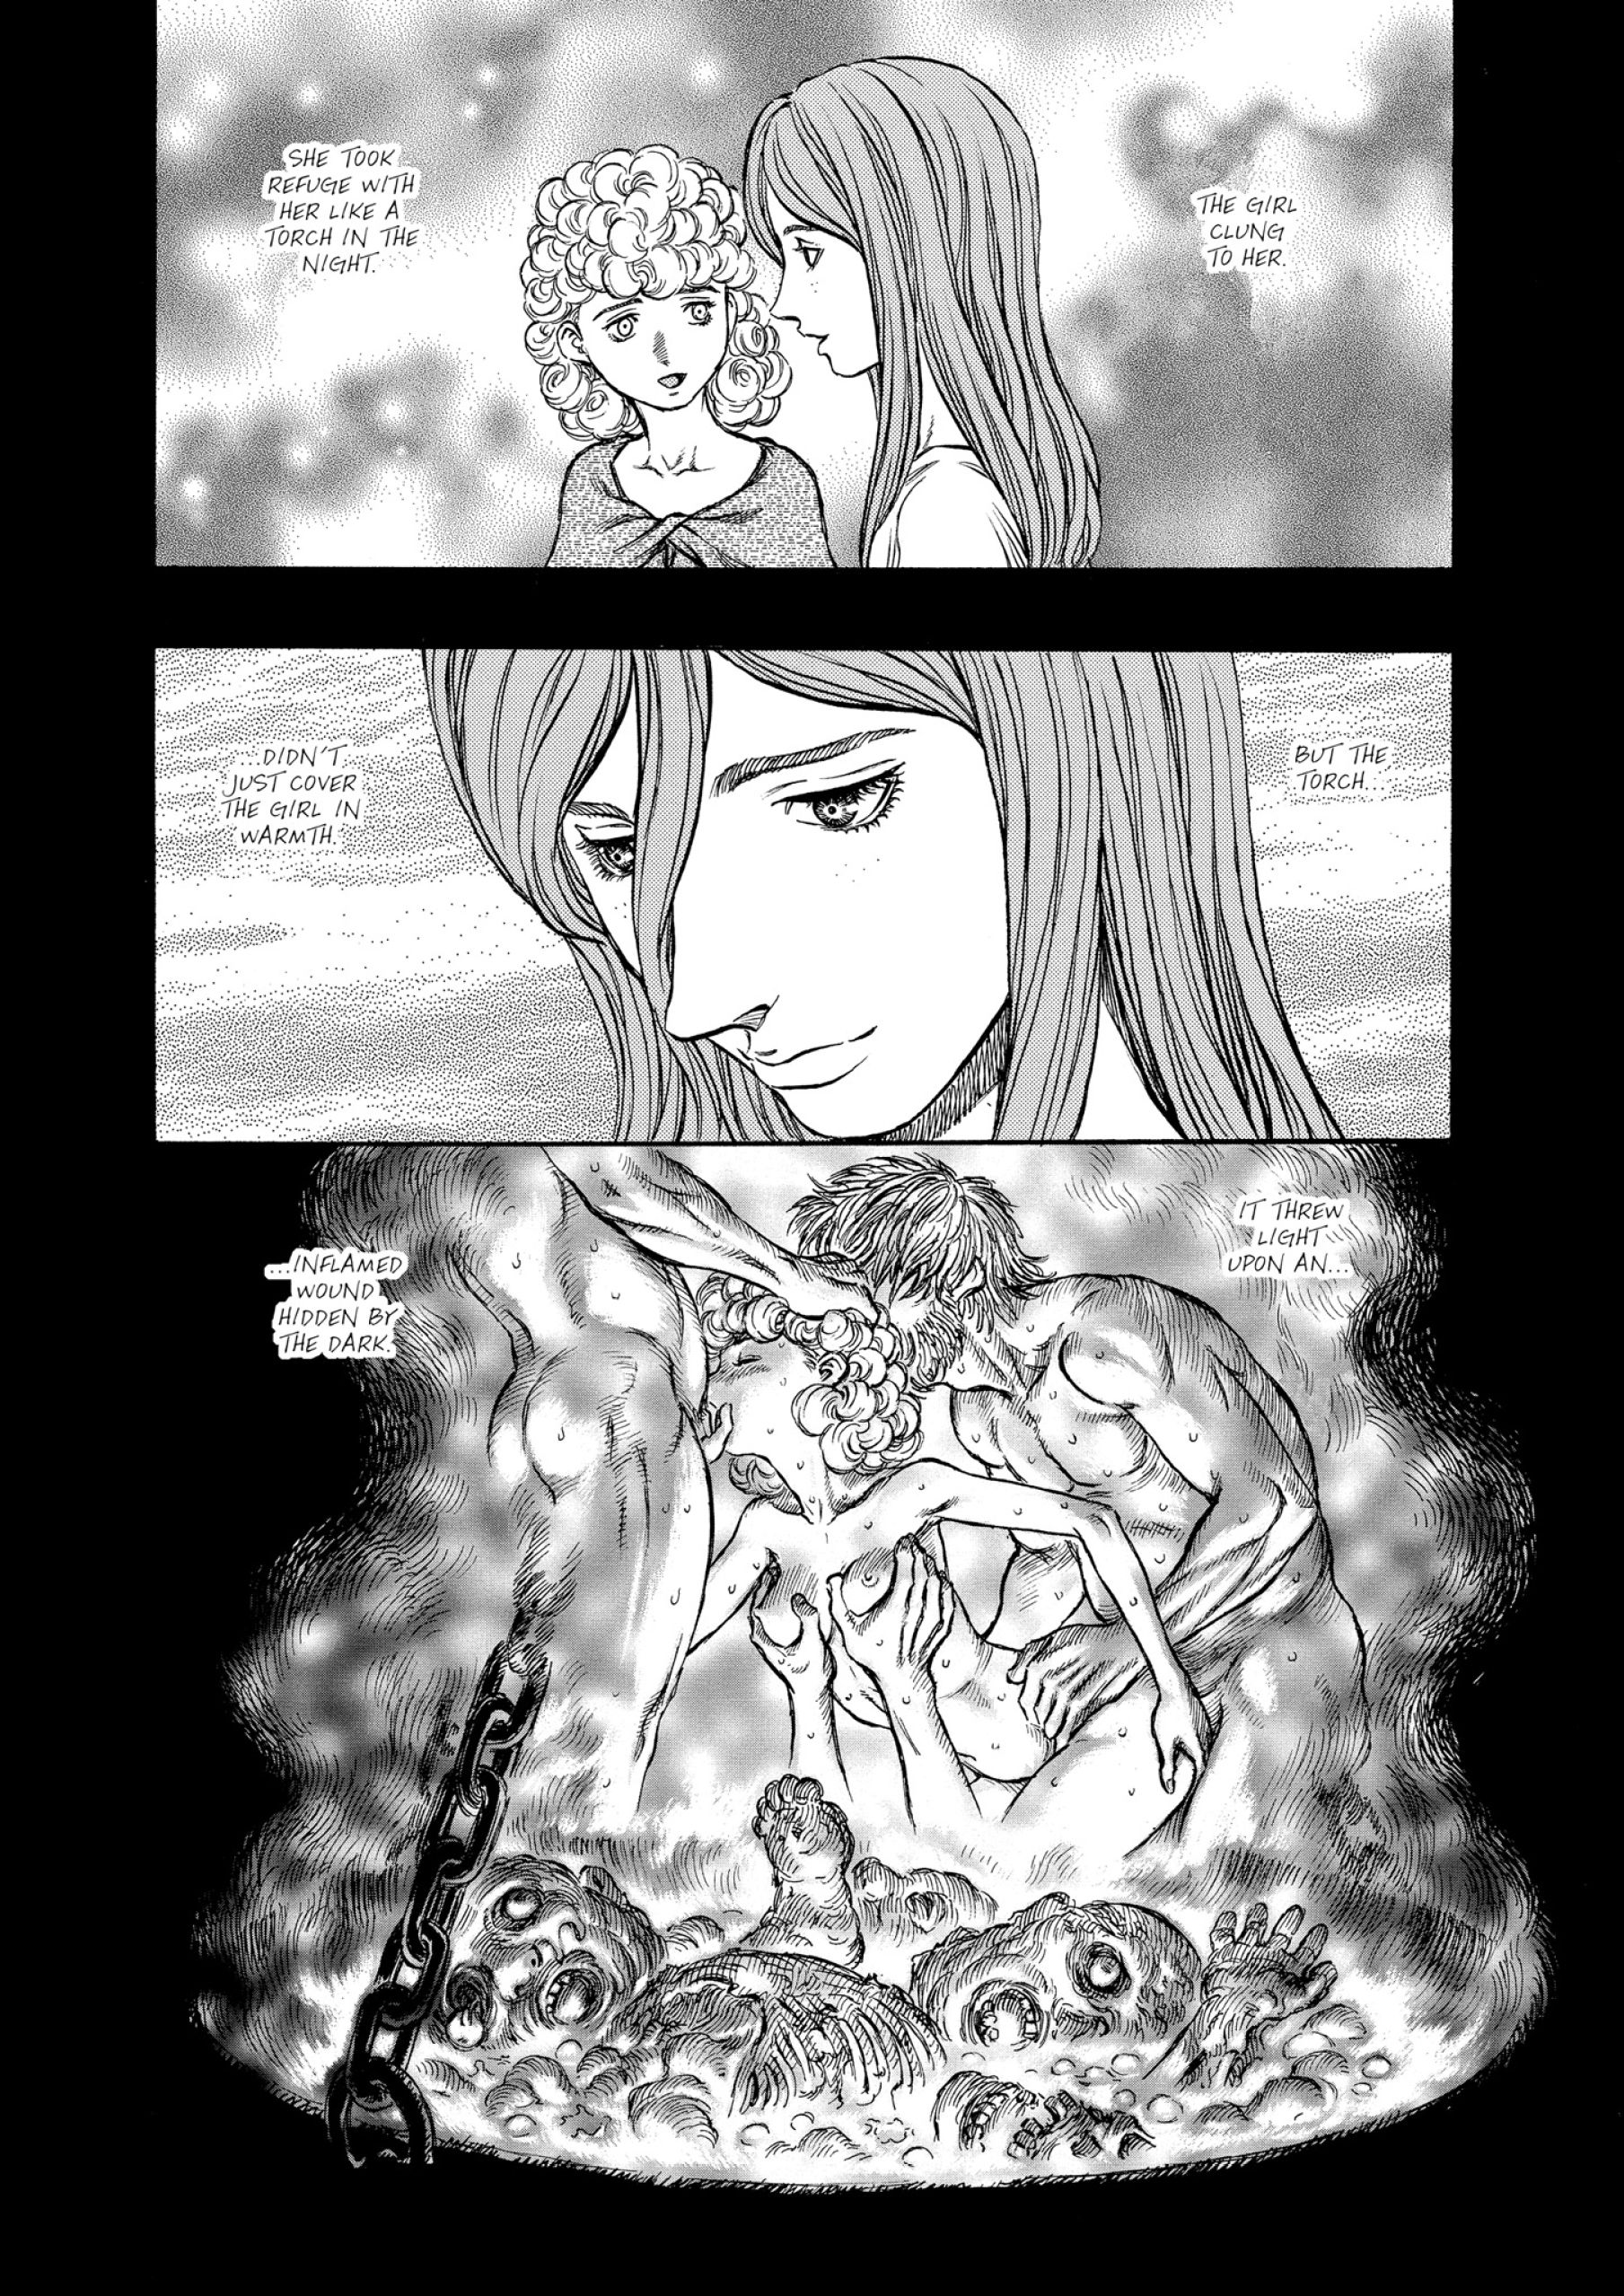 THE GIRL
CLUNG
TO HER.
SHE TOOK
REFUGE WITH
HER LIKE A
TORCH IN THE
NIGHT.
BUT THE
TORCH...
...DIDN'T
JUST COVER
THE GIRL IN
WARMTH.
IT THREW
LIGHT
UPON AN...
...INFLAMED
WOUND
HIDDEN BY
THE DARK.